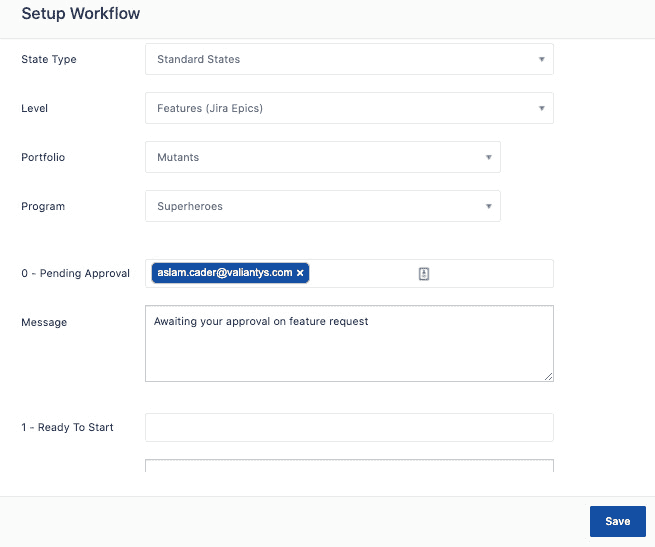 Setup Workflow
State Type Standard States
Level Features (Jira Epics)
Portfolio Mutants
Program Superheroes
0 - Pending Approval aslam.cader@valiantys.com ×
Message Awaiting your approval on feature request
1 - Ready To Start
Save